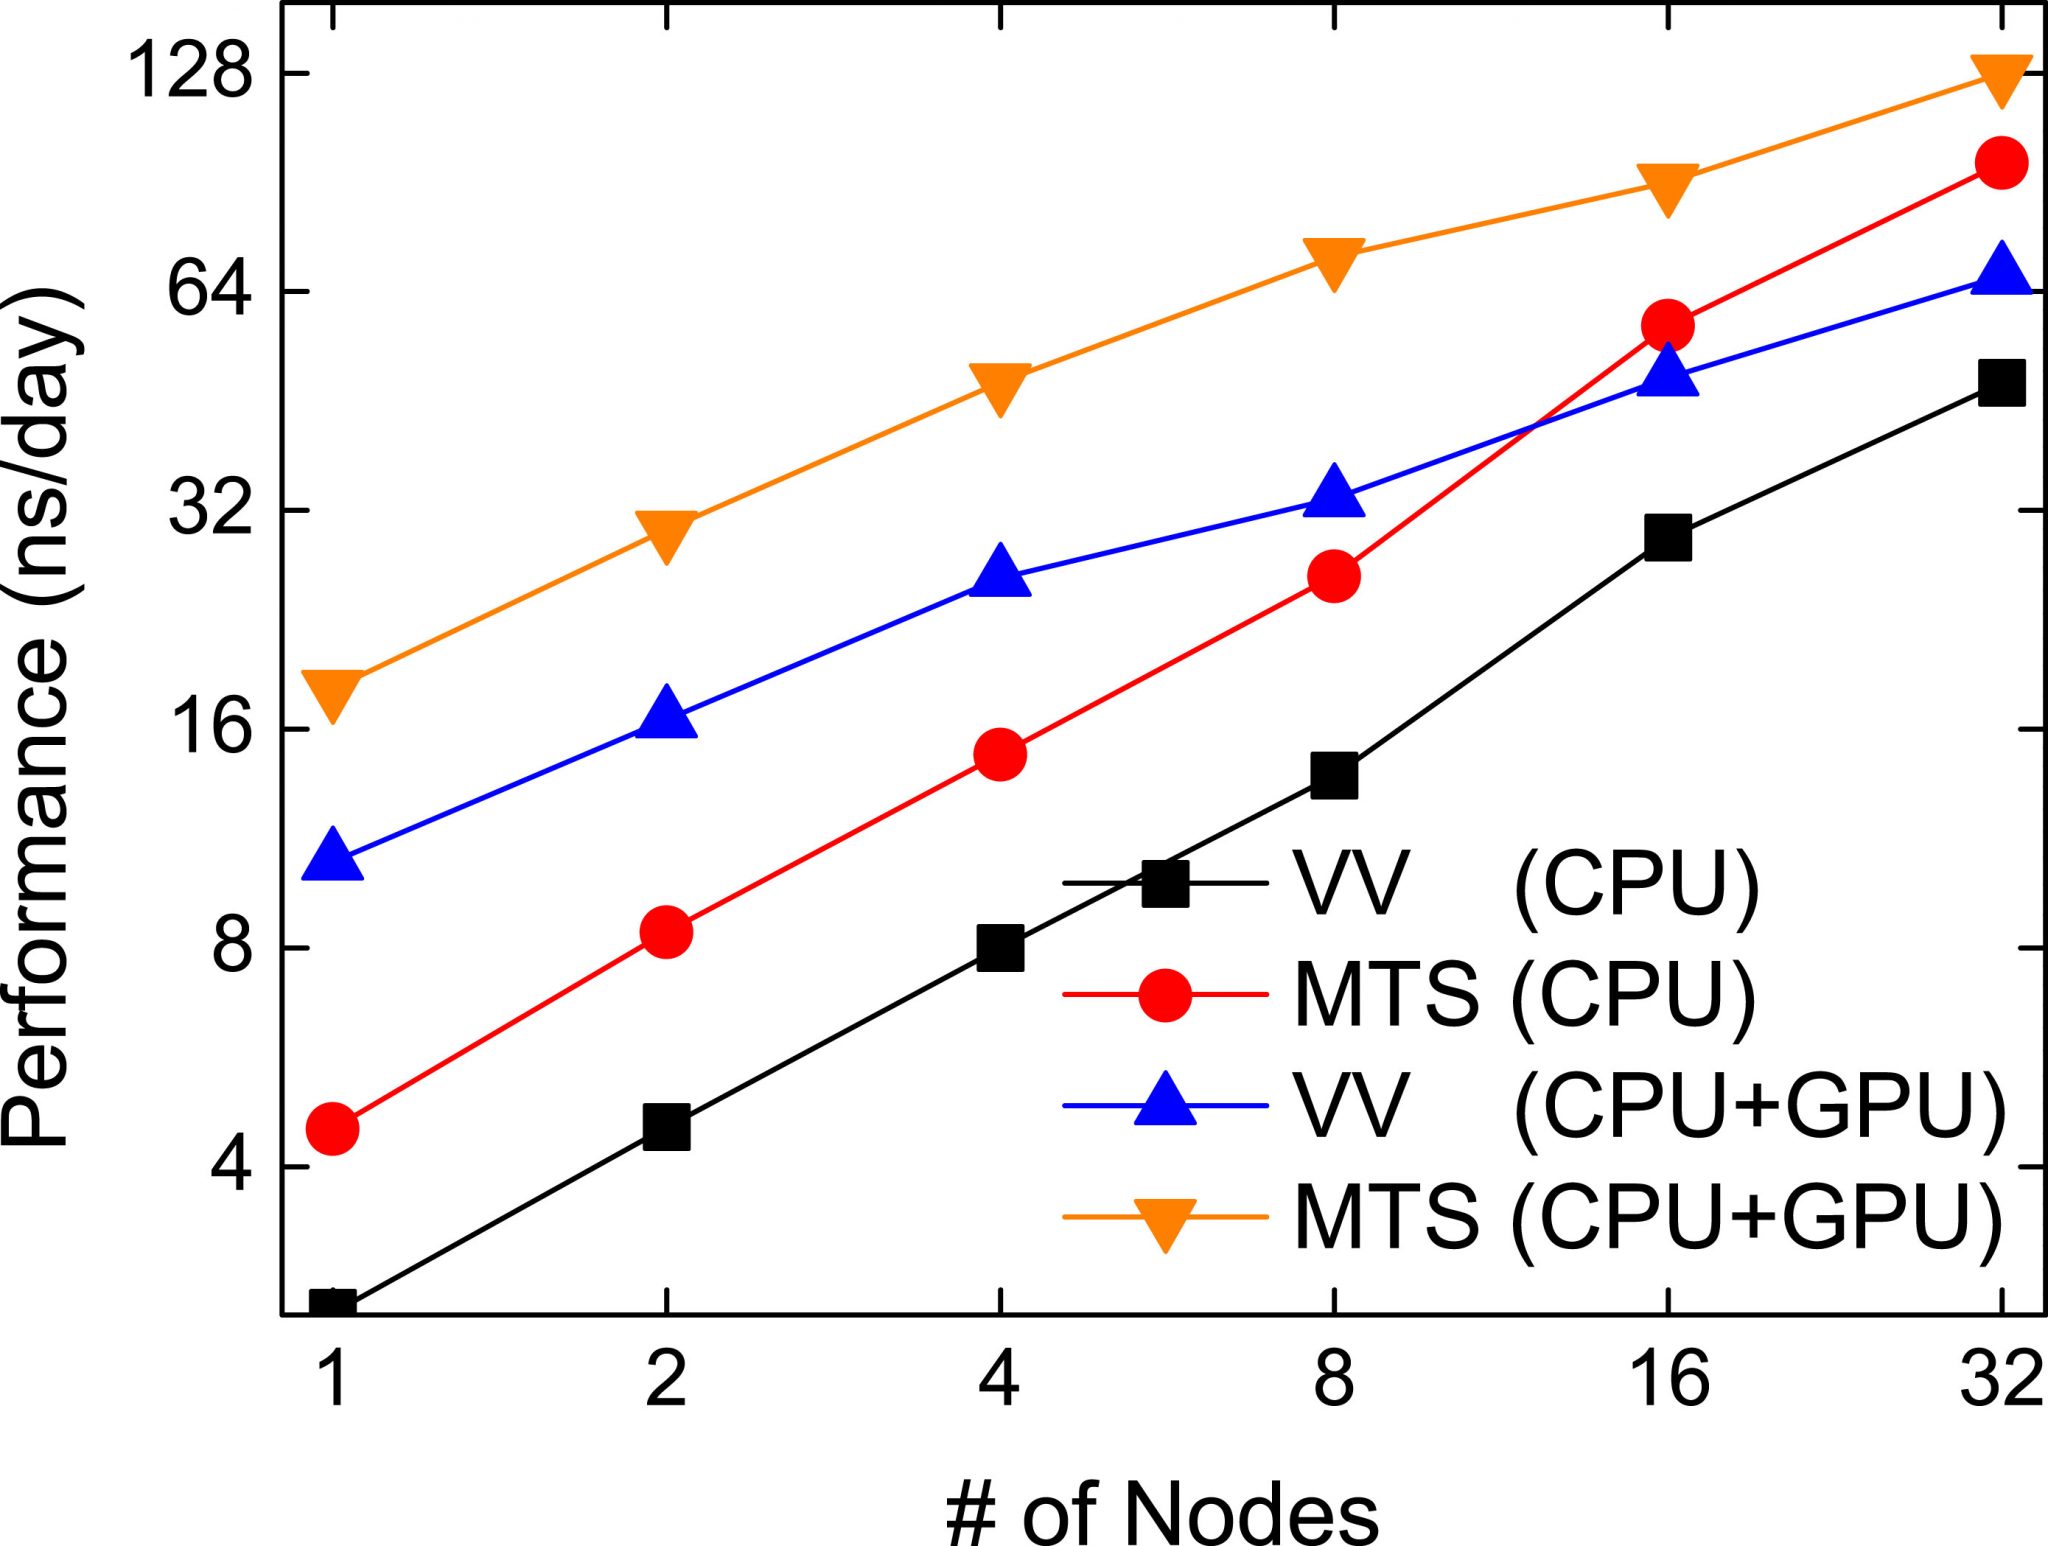 Performance (ns/day)
128
64
32
16
8
4
VV (CPU)
MTS (CPU)
VV (CPU+GPU)
MTS (CPU+GPU)
1 2 4 8 16 32
# of Nodes